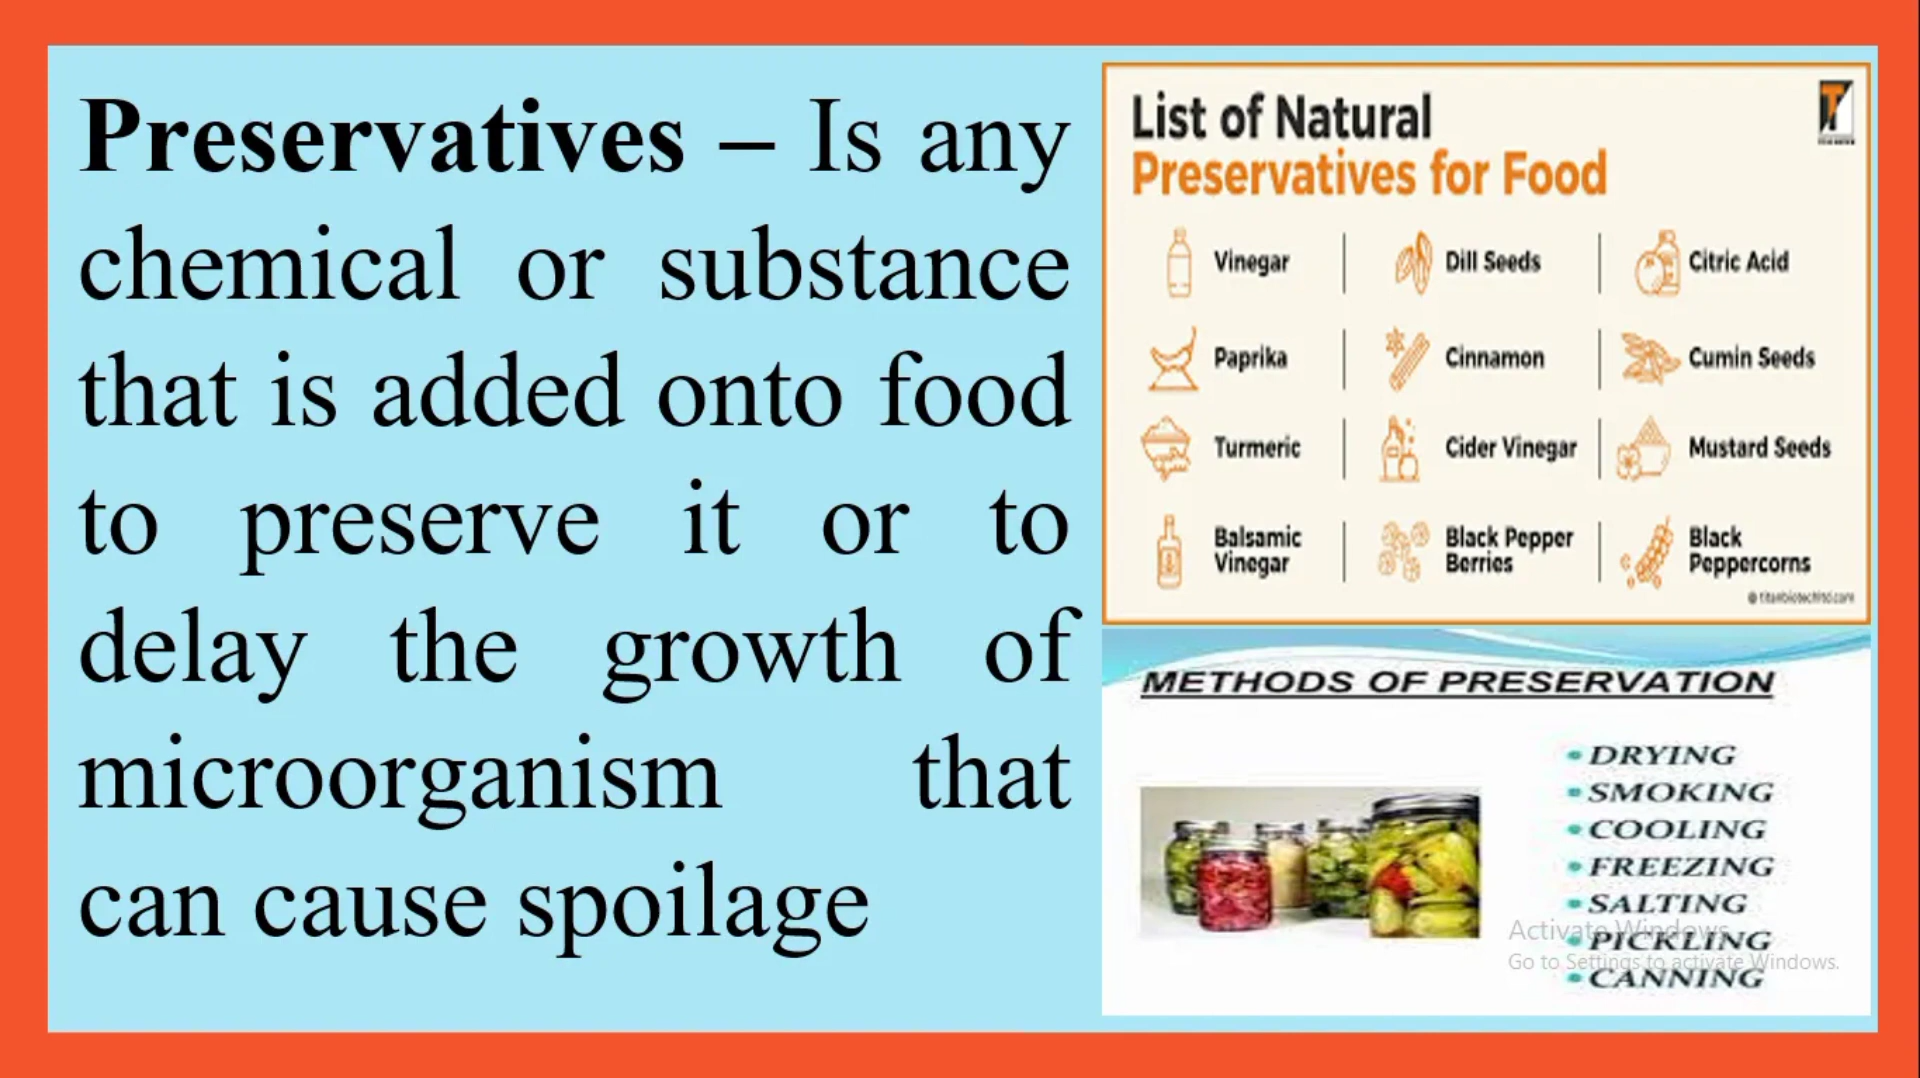 Preservatives – Is any
chemical or substance
that is added onto food
to preserve it or to
delay the growth of
microorganism that
can cause spoilage
List of Natural
Preservatives for Food
Vinegar
Dill Seeds
Citric Acid
Paprika
Cinnamon
Cumin Seeds
Turmeric
Cider Vinegar
Mustard Seeds
Balsamic
Vinegar
Black Pepper
Berries
Black
Peppercorns
@ titanbiotechltd.com
METHODS OF PRESERVATION
• DRYING
• SMOKING
• COOLING
• FREEZING
• SALTING
• PICKLING
• CANNING
Activate Windows
Go to Settings to activate Windows.